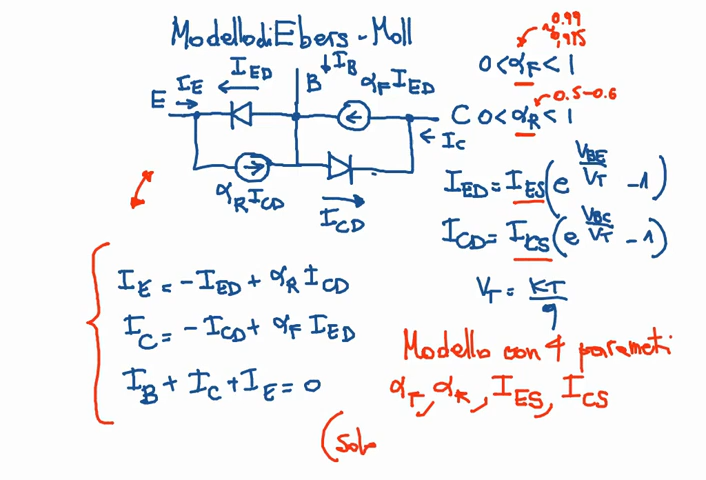 Modello di Ebers-Moll
~0.99
0,975
0<αF<1
0.5-0.6
0<αR<1
IE
IED
B
IB
αF IED
E
C
IC
αR ICD
ICD
IED = IES(e^(VBE/VT) -1)
ICD = ICS(e^(VBC/VT) -1)
VT = KT/q
IE = -IED + αR ICD
IC = -ICD + αF IED
IB + IC + IE = 0
Modello con 4 parametri
αF, αR, IES, ICS
(Solo